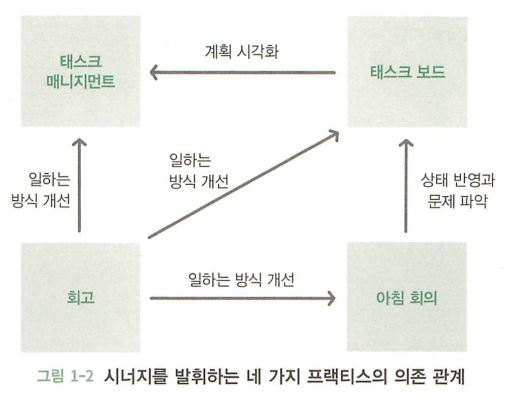 태스크
매니지먼트
계획 시각화
태스크 보드
일하는
방식 개선
일하는
방식 개선
상태 반영과
문제 파악
회고
일하는 방식 개선
아침 회의
그림 1-2 시너지를 발휘하는 네 가지 프랙티스의 의존 관계